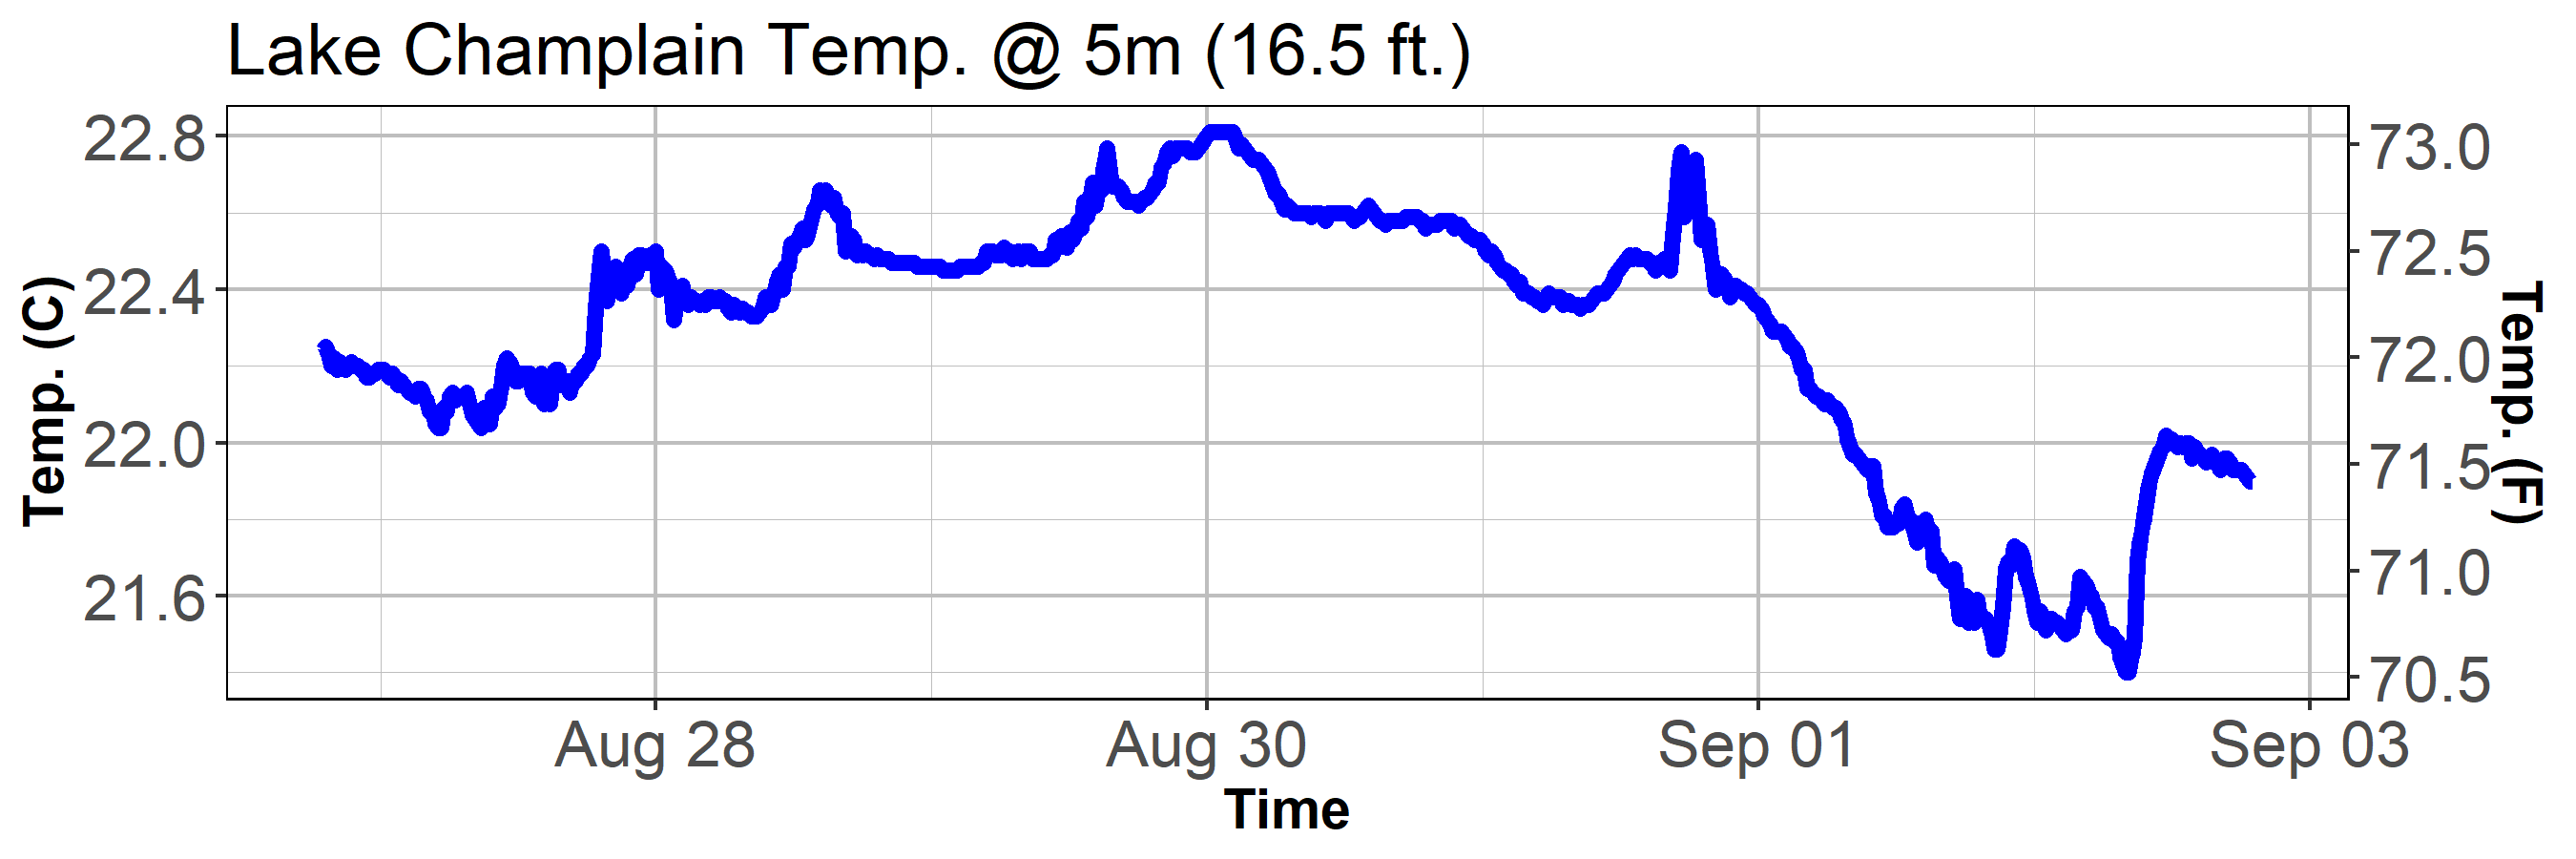 Lake Champlain Temp. @ 5m (16.5 ft.)
22.8
22.4
22.0
21.6
Temp. (C)
73.0
72.5
72.0
71.5
71.0
70.5
Temp. (F)
Aug 28
Aug 30
Sep 01
Sep 03
Time